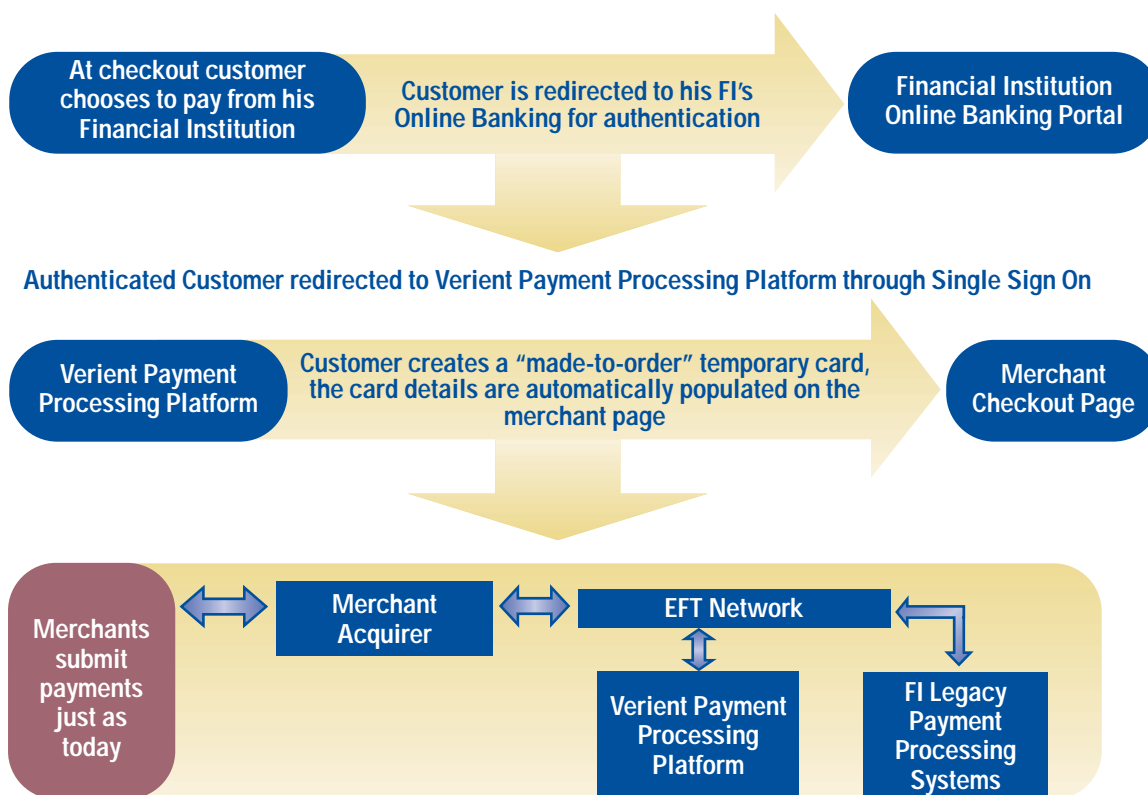 At checkout customer
chooses to pay from his
Financial Institution
Customer is redirected to his FI's
Online Banking for authentication
Financial Institution
Online Banking Portal
Authenticated Customer redirected to Verient Payment Processing Platform through Single Sign On
Verient Payment
Processing Platform
Customer creates a “made-to-order” temporary card,
the card details are automatically populated on the
merchant page
Merchant
Checkout Page
Merchants
submit
payments
just as
today
Merchant
Acquirer
EFT Network
Verient Payment
Processing
Platform
FI Legacy
Payment
Processing
Systems